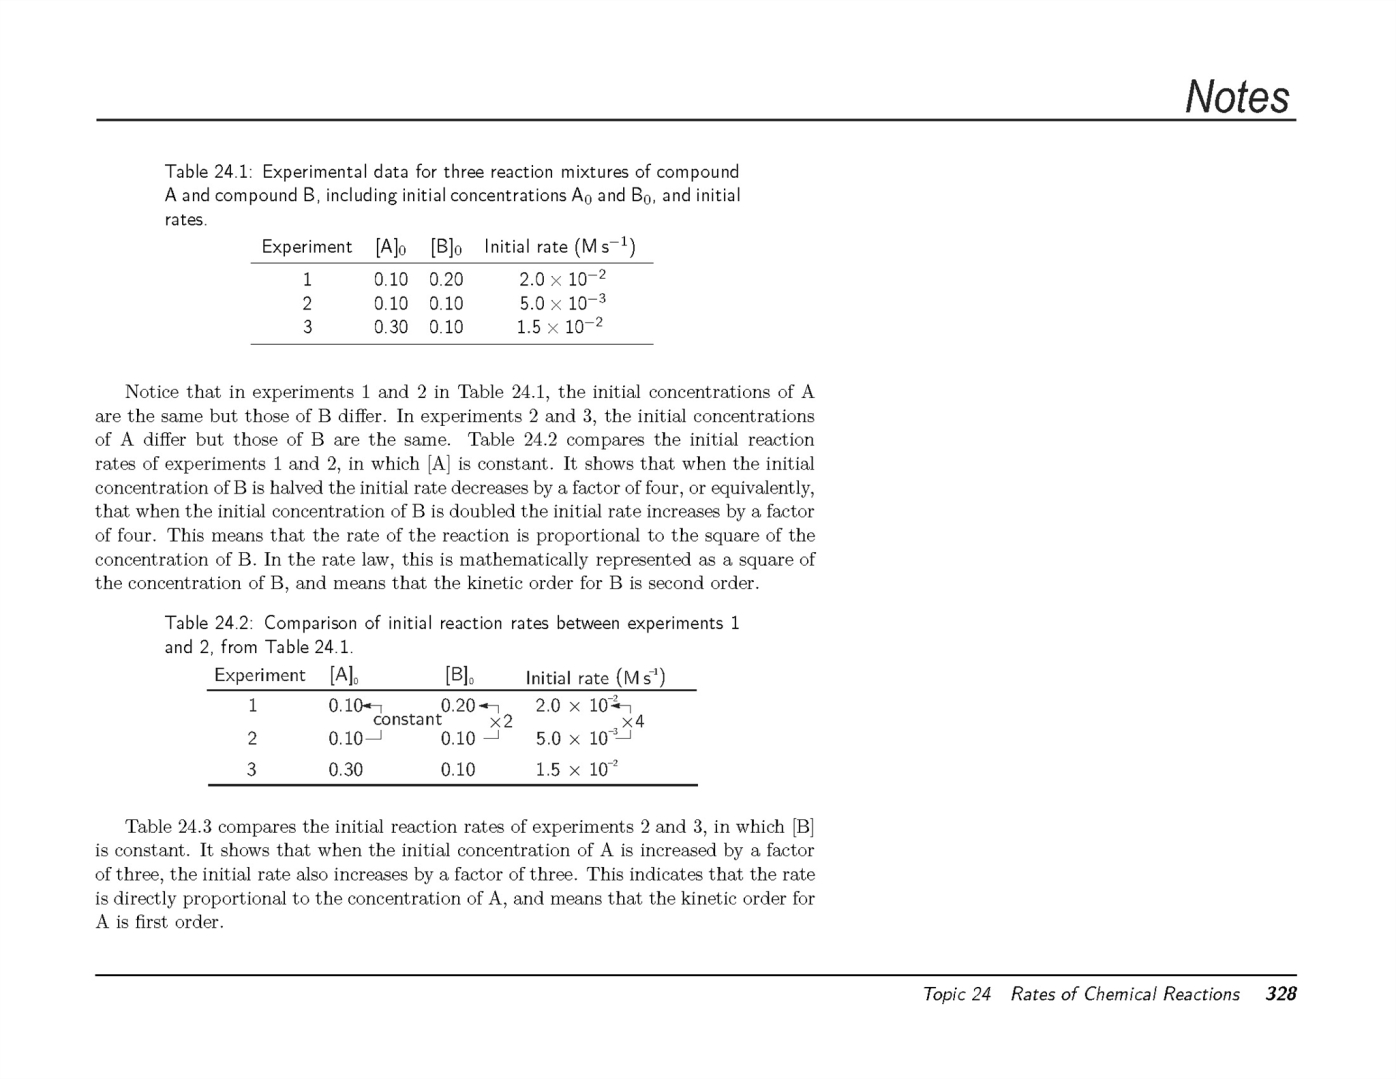 Notes
Table 24.1: Experimental data for three reaction mixtures of compound
A and compound B, including initial concentrations A₀ and B₀, and initial
rates.
Experiment [A]₀ [B]₀ Initial rate (M s⁻¹)
1 0.10 0.20 2.0 × 10⁻²
2 0.10 0.10 5.0 × 10⁻³
3 0.30 0.10 1.5 × 10⁻²
Notice that in experiments 1 and 2 in Table 24.1, the initial concentrations of A
are the same but those of B differ. In experiments 2 and 3, the initial concentrations
of A differ but those of B are the same. Table 24.2 compares the initial reaction
rates of experiments 1 and 2, in which [A] is constant. It shows that when the initial
concentration of B is halved the initial rate decreases by a factor of four, or equivalently,
that when the initial concentration of B is doubled the initial rate increases by a factor
of four. This means that the rate of the reaction is proportional to the square of the
concentration of B. In the rate law, this is mathematically represented as a square of
the concentration of B, and means that the kinetic order for B is second order.
Table 24.2: Comparison of initial reaction rates between experiments 1
and 2, from Table 24.1.
Experiment [A]₀ [B]₀ Initial rate (M s⁻¹)
1 0.10 0.20 2.0 × 10⁻²
constant ×2 ×4
2 0.10 0.10 5.0 × 10⁻³
3 0.30 0.10 1.5 × 10⁻²
Table 24.3 compares the initial reaction rates of experiments 2 and 3, in which [B]
is constant. It shows that when the initial concentration of A is increased by a factor
of three, the initial rate also increases by a factor of three. This indicates that the rate
is directly proportional to the concentration of A, and means that the kinetic order for
A is first order.
Topic 24 Rates of Chemical Reactions 328